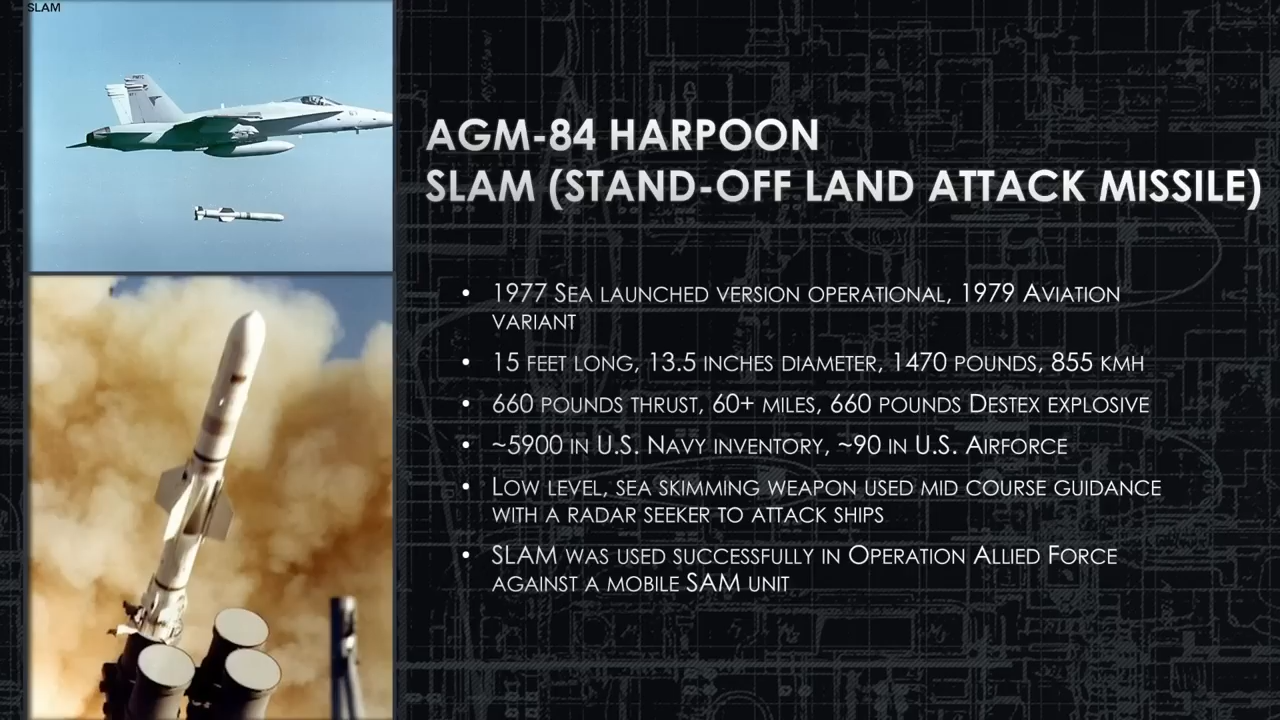 SLAM
AGM-84 HARPOON
SLAM (STAND-OFF LAND ATTACK MISSILE)
• 1977 SEA LAUNCHED VERSION OPERATIONAL, 1979 AVIATION
VARIANT
• 15 FEET LONG, 13.5 INCHES DIAMETER, 1470 POUNDS, 855 KMH
• 660 POUNDS THRUST, 60+ MILES, 660 POUNDS DESTEX EXPLOSIVE
• ~5900 IN U.S. NAVY INVENTORY, ~90 IN U.S. AIRFORCE
• LOW LEVEL, SEA SKIMMING WEAPON USED MID COURSE GUIDANCE
WITH A RADAR SEEKER TO ATTACK SHIPS
• SLAM WAS USED SUCCESSFULLY IN OPERATION ALLIED FORCE
AGAINST A MOBILE SAM UNIT